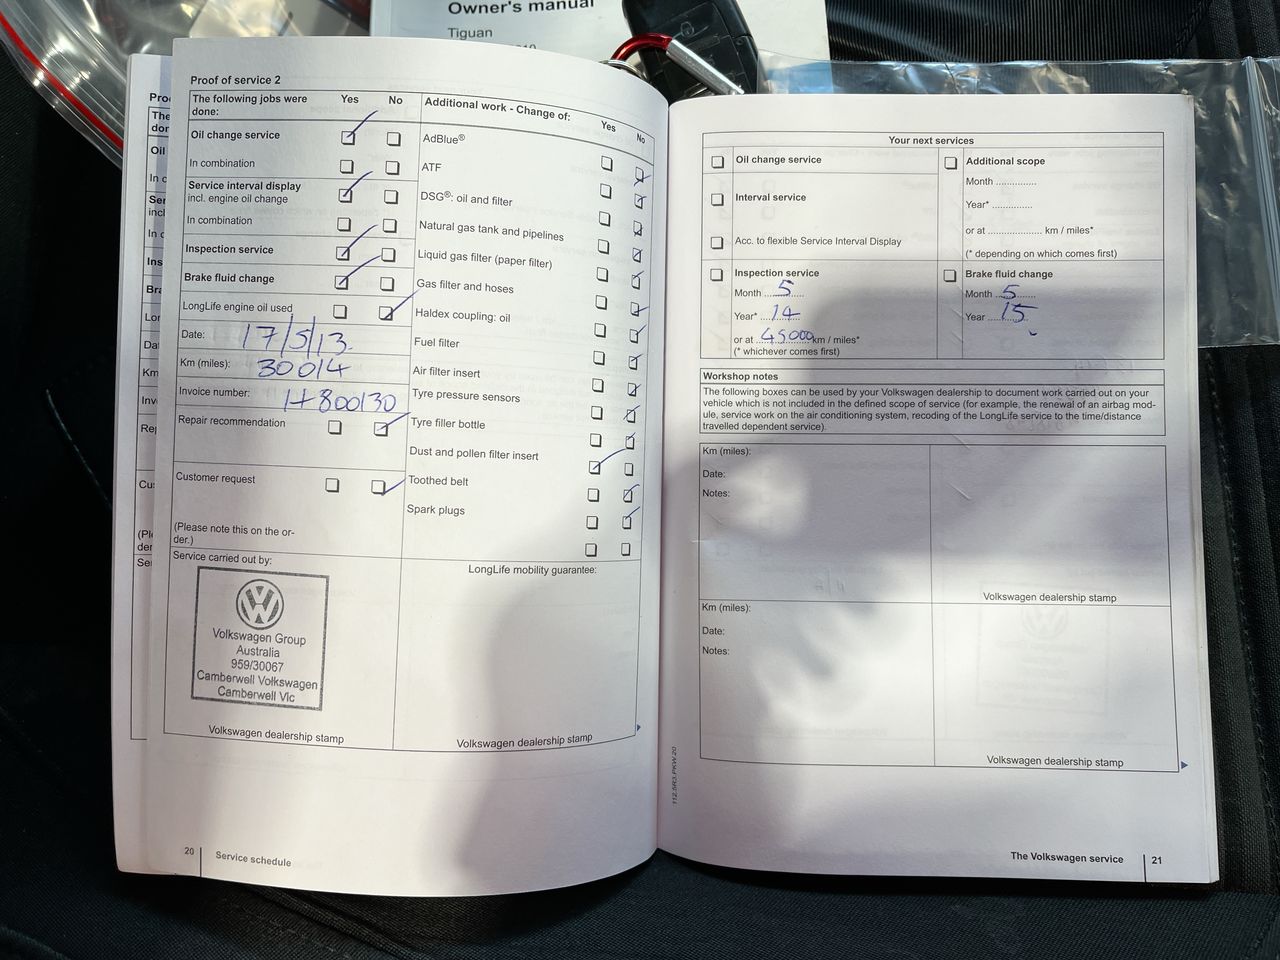 Owner's manual
Tiguan
Proof of service 2
The following jobs were done:
Yes
No
Additional work - Change of:
Yes
No
Oil change service
In combination
Service interval display
incl. engine oil change
In combination
Inspection service
Brake fluid change
LongLife engine oil used
Date: 17/5/13
Km (miles): 30014
Invoice number:
Repair recommendation
Customer request
(Please note this on the or-
der.)
Service carried out by:
Volkswagen Group
Australia
959/30067
Camberwell Volkswagen
Camberwell Vic
Volkswagen dealership stamp
AdBlue®
ATF
DSG®: oil and filter
Natural gas tank and pipelines
Liquid gas filter (paper filter)
Gas filter and hoses
Haldex coupling: oil
Fuel filter
Air filter insert
Tyre pressure sensors
Tyre filler bottle
Dust and pollen filter insert
Toothed belt
Spark plugs
LongLife mobility guarantee:
Volkswagen dealership stamp
20
Service schedule
Your next services
Oil change service
Interval service
Acc. to flexible Service Interval Display
Additional scope
Month ..............
Year* ..............
or at ................... km / miles*
(* depending on which comes first)
Inspection service
Month 5
Year* 14
or at 45000 km / miles*
(* whichever comes first)
Brake fluid change
Month 5
Year 15
Workshop notes
The following boxes can be used by your Volkswagen dealership to document work carried out on your
vehicle which is not included in the defined scope of service (for example, the renewal of an airbag mod-
ule, service work on the air conditioning system, recoding of the LongLife service to the time/distance
travelled dependent service).
Km (miles):
Date:
Notes:
Volkswagen dealership stamp
Km (miles):
Date:
Notes:
Volkswagen dealership stamp
112.5R3.PKW.20
The Volkswagen service
21